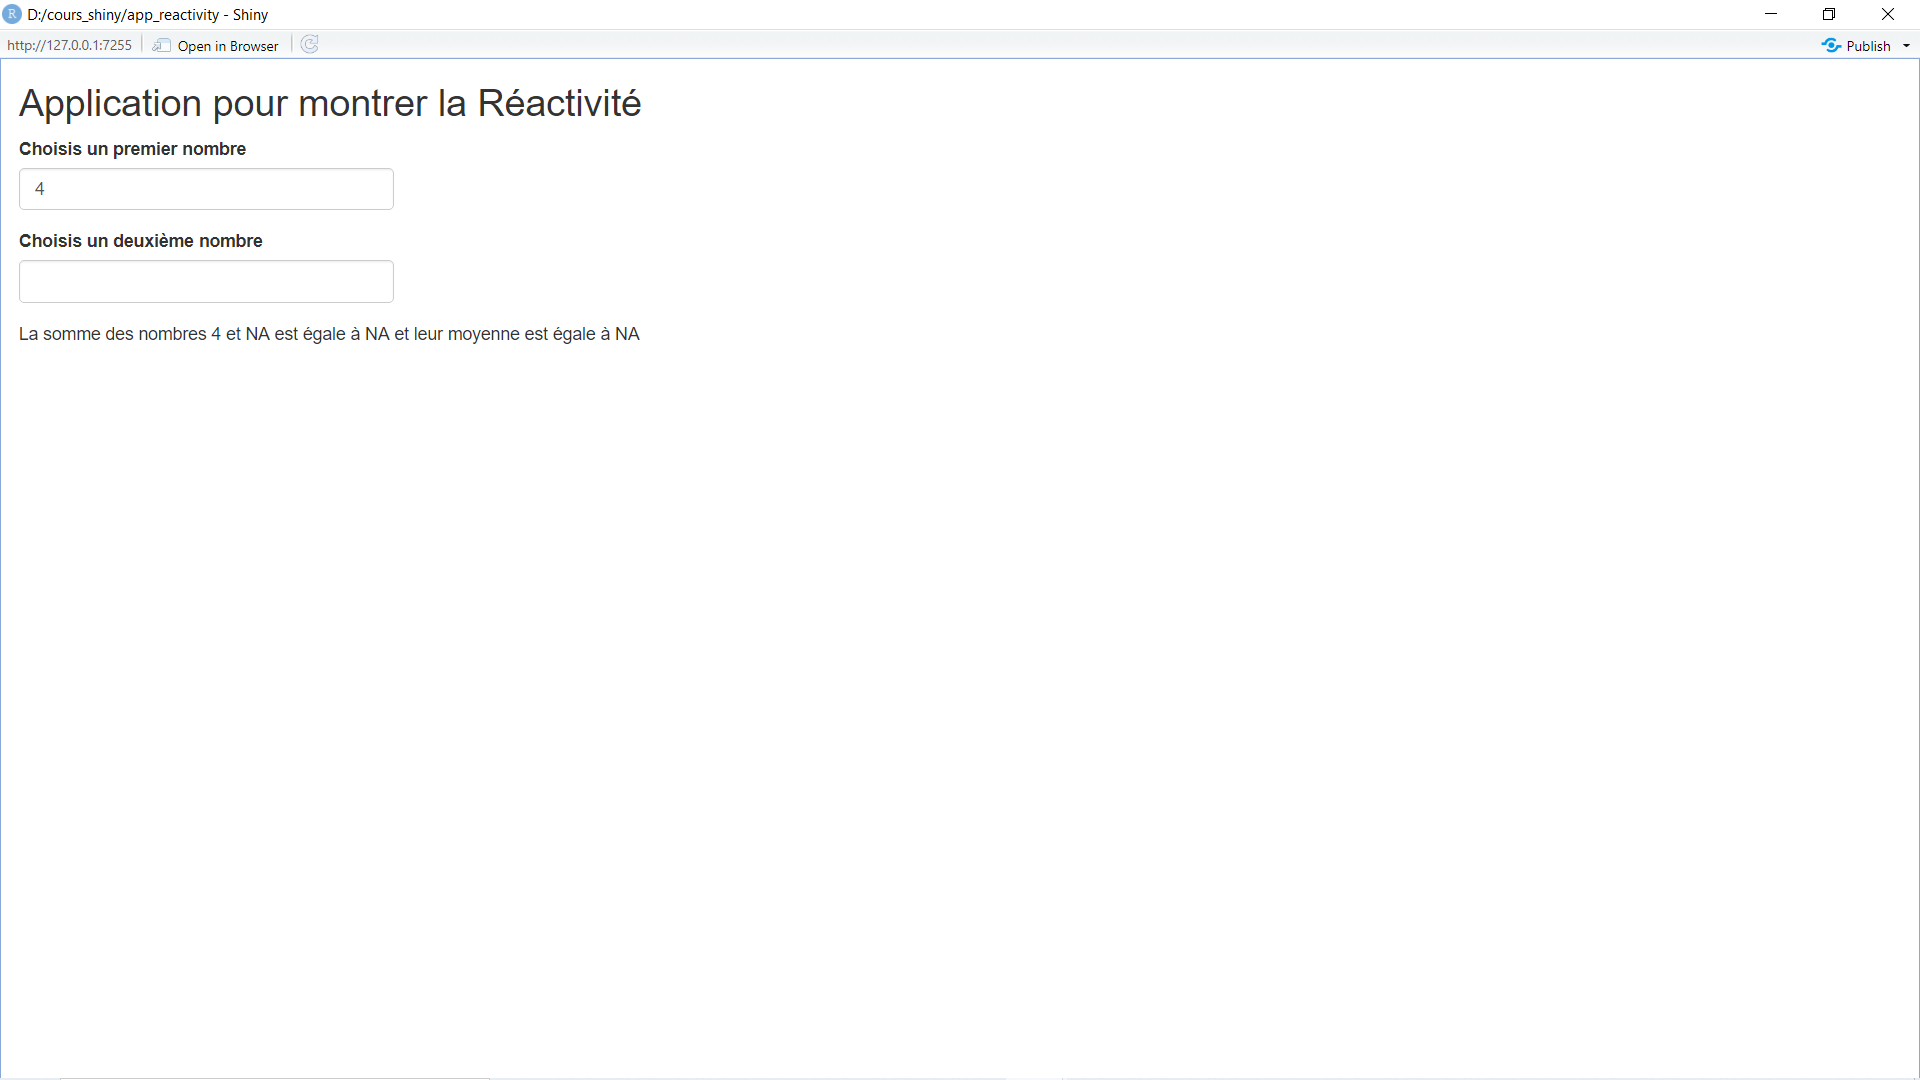 R D:/cours_shiny/app_reactivity - Shiny
http://127.0.0.1:7255 Open in Browser Publish
Application pour montrer la Réactivité
Choisis un premier nombre
4
Choisis un deuxième nombre
La somme des nombres 4 et NA est égale à NA et leur moyenne est égale à NA